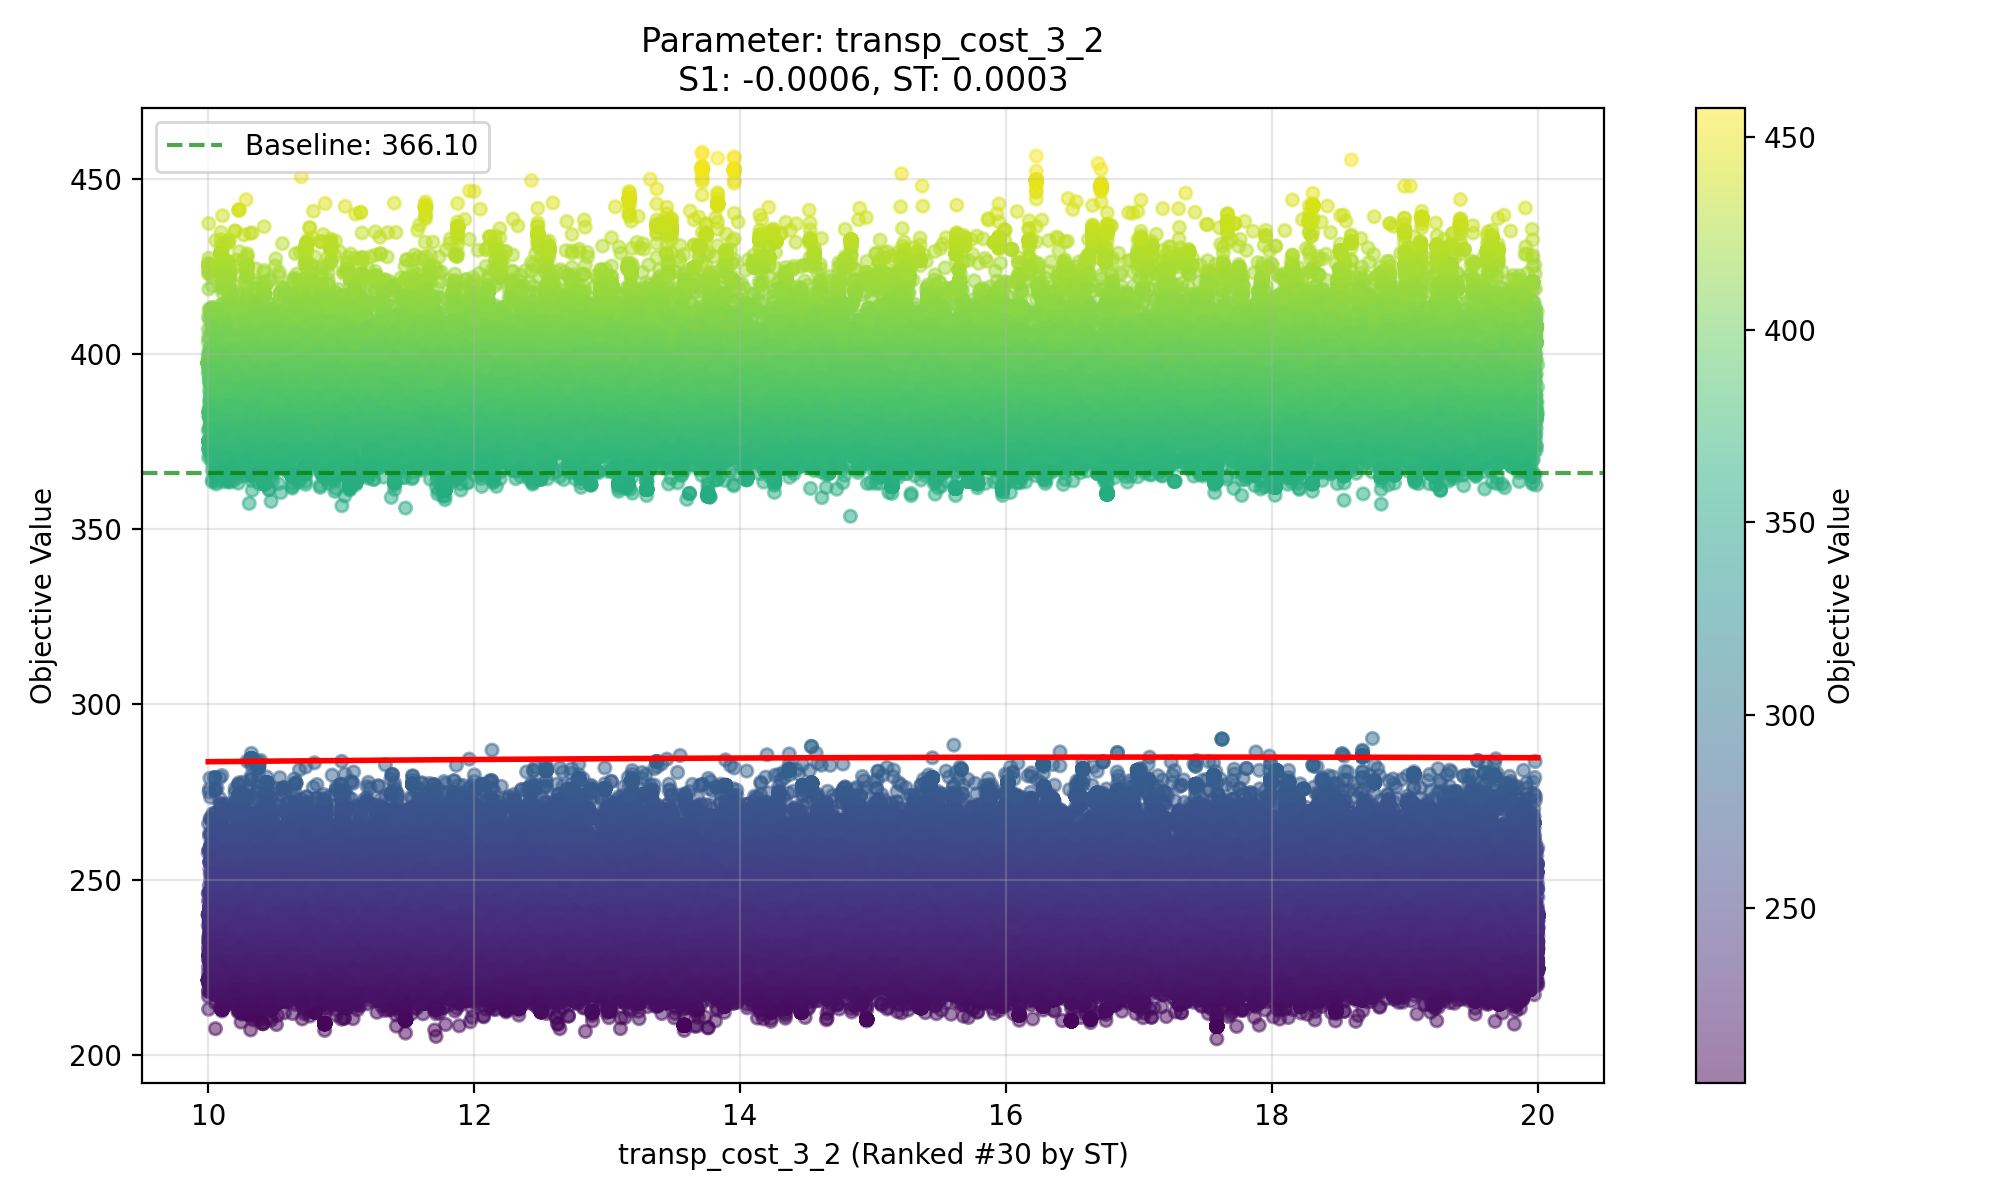 Parameter: transp_cost_3_2
S1: -0.0006, ST: 0.0003
Baseline: 366.10
Objective Value
450
400
350
300
250
200
10
12
14
16
18
20
transp_cost_3_2 (Ranked #30 by ST)
450
400
350
300
250
Objective Value